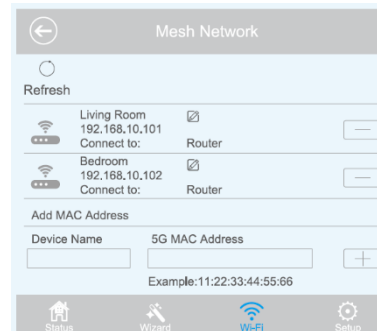 Mesh Network
Refresh
Living Room
192.168.10.101
Connect to: Router
Bedroom
192.168.10.102
Connect to: Router
Add MAC Address
Device Name 5G MAC Address
Example:11:22:33:44:55:66
Status Wizard Wi-Fi Setup